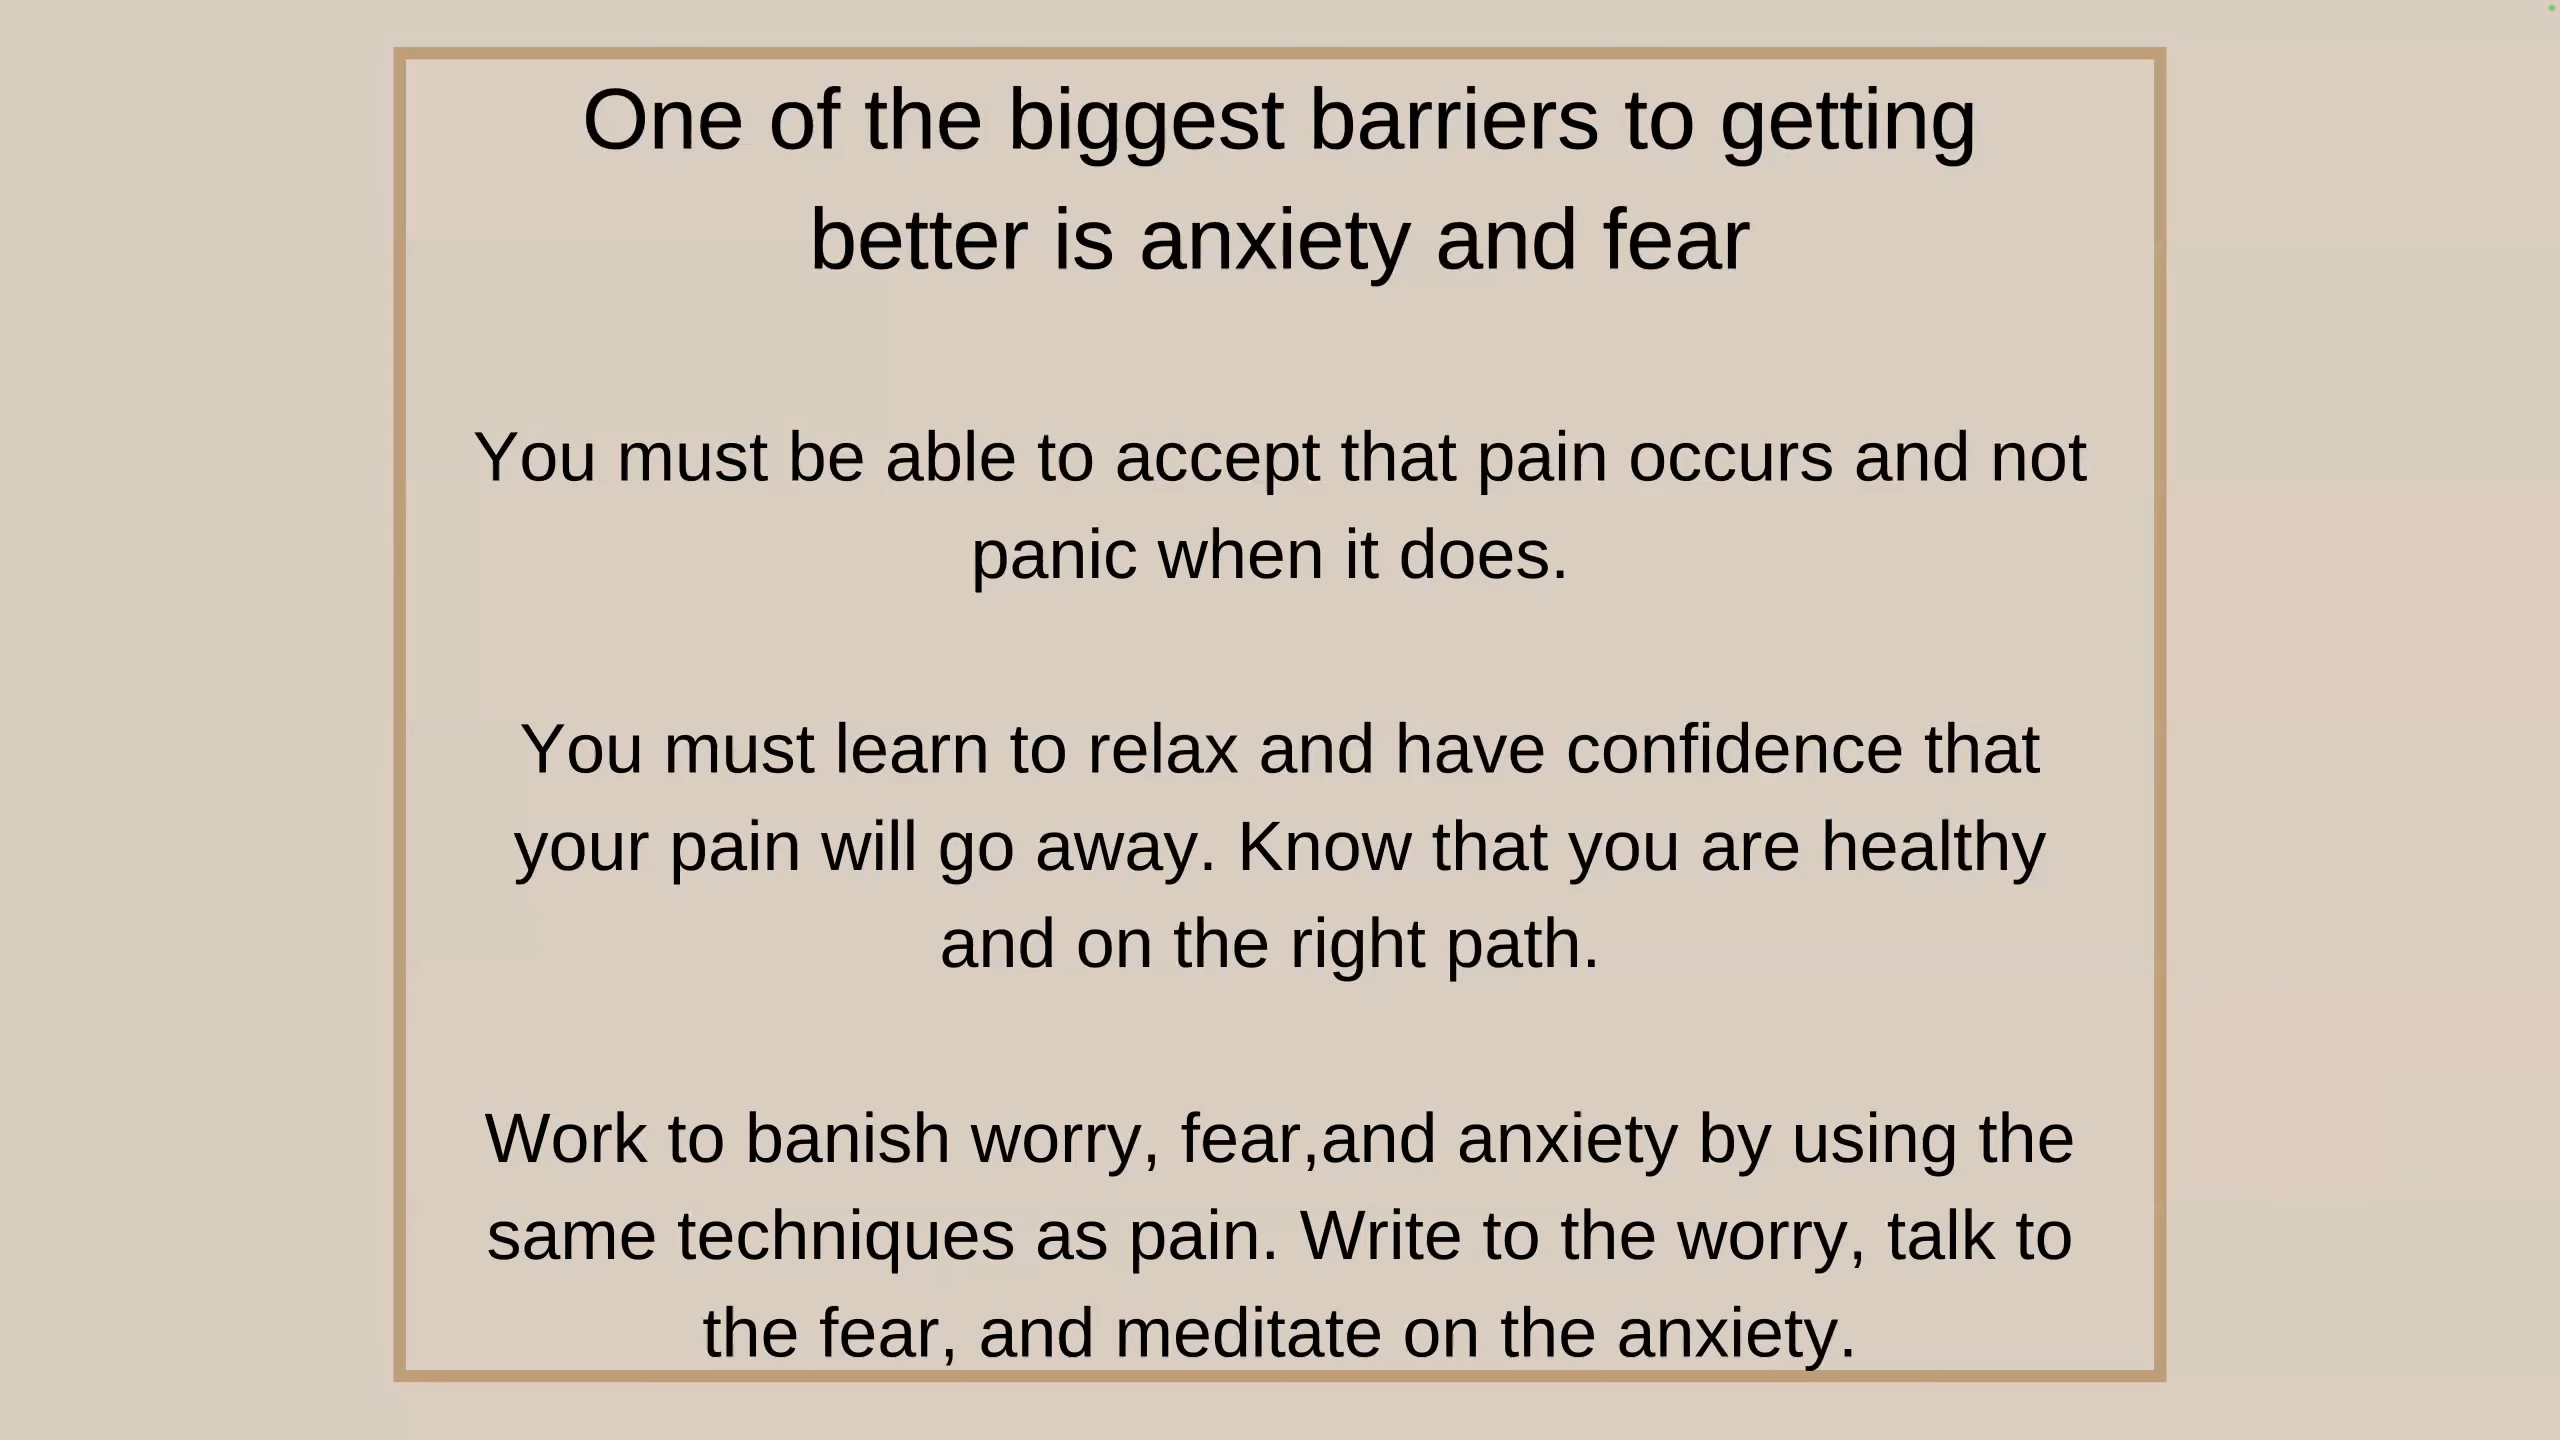 One of the biggest barriers to getting
better is anxiety and fear
You must be able to accept that pain occurs and not
panic when it does.
You must learn to relax and have confidence that
your pain will go away. Know that you are healthy
and on the right path.
Work to banish worry, fear,and anxiety by using the
same techniques as pain. Write to the worry, talk to
the fear, and meditate on the anxiety.